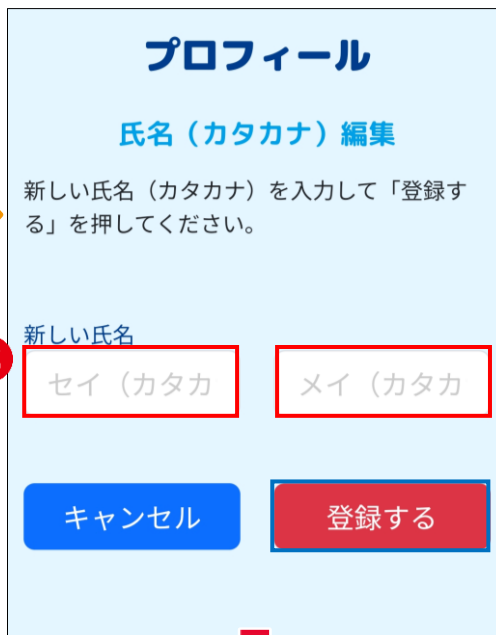 プロフィール
氏名（カタカナ）編集
新しい氏名（カタカナ）を入力して「登録す
る」を押してください。
新しい氏名
セイ（カタカ
メイ（カタカ
キャンセル
登録する